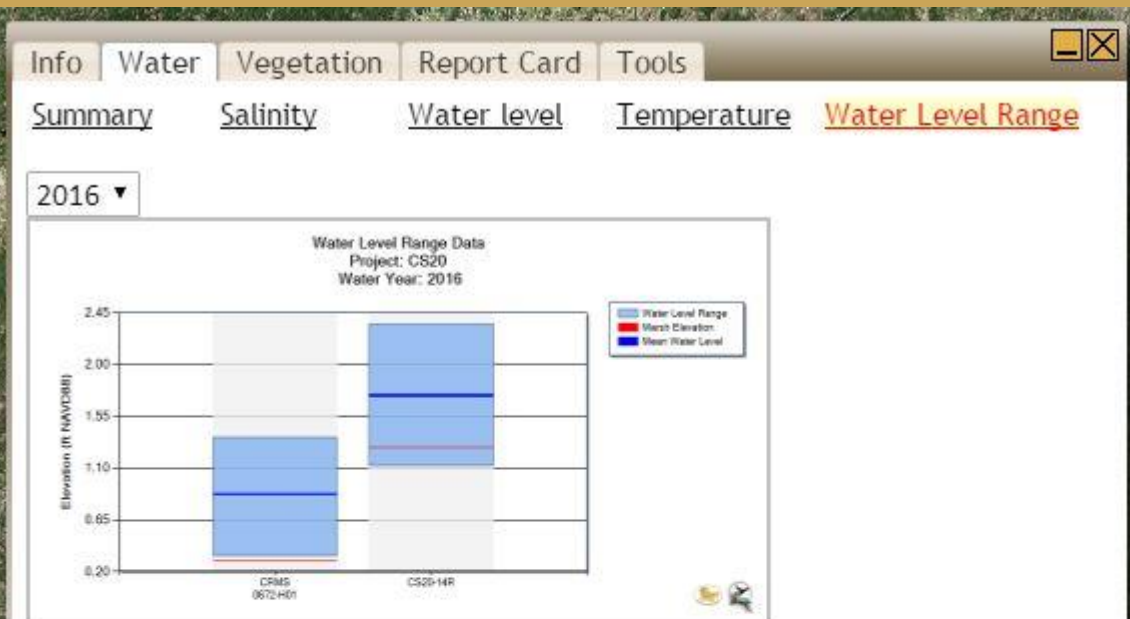 Info Water Vegetation Report Card Tools
Summary Salinity Water level Temperature Water Level Range
2016
Water Level Range Data
Project: CS20
Water Year: 2016
Elevation (ft NAVD88)
2.45
2.00
1.55
1.10
0.65
0.20
CRMS
0672-H01
CS20-14R
Water Level Range
Marsh Elevation
Mean Water Level